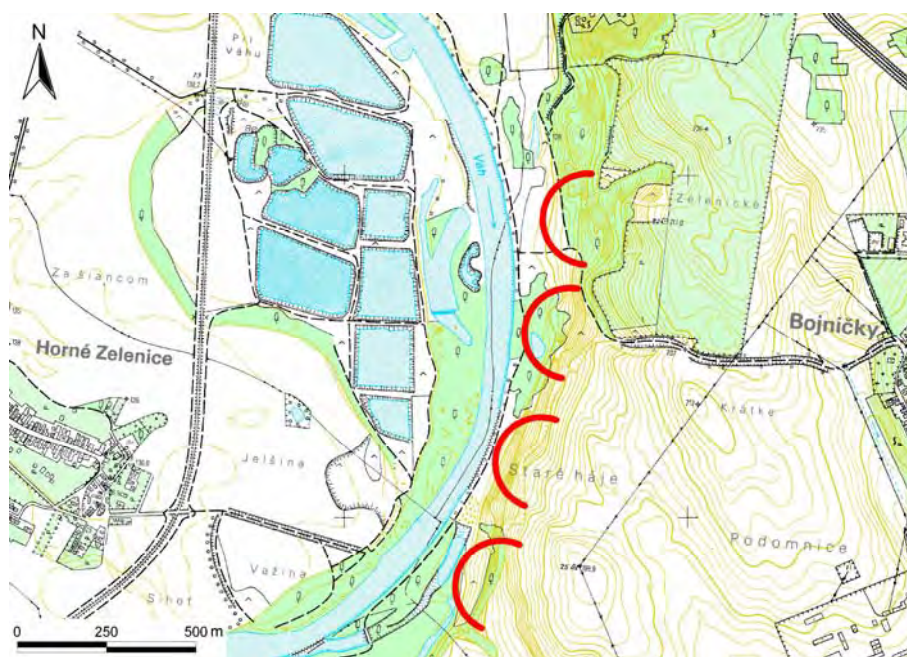 N
Pri
Váhu
Váh
Zelenické
Za šiancom
Horné Zelenice
Bojničky
Krátke
Jelšina
Staré háje
Važina
Podomnice
Sihoť
0 250 500 m